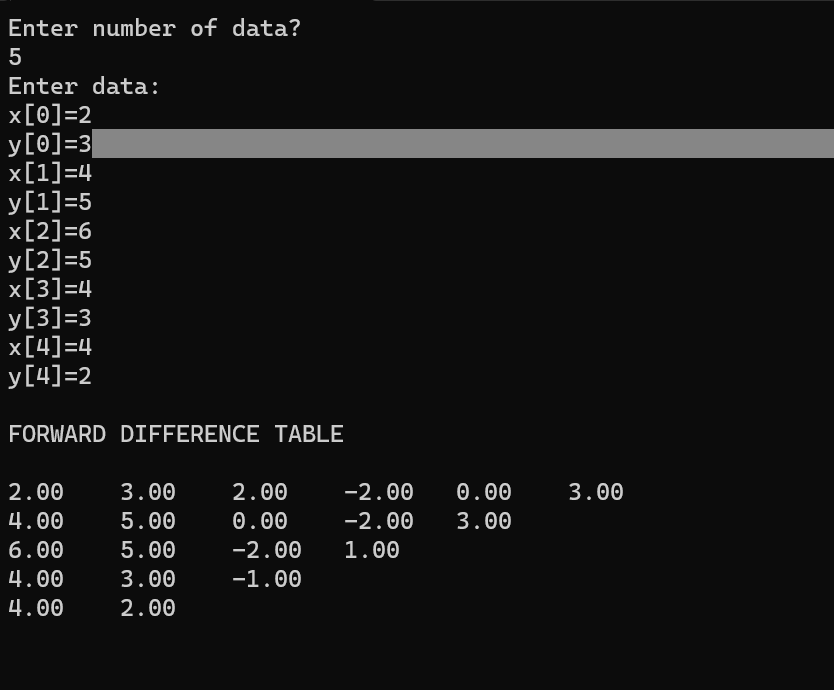 Enter number of data?
5
Enter data:
x[0]=2
y[0]=3
x[1]=4
y[1]=5
x[2]=6
y[2]=5
x[3]=4
y[3]=3
x[4]=4
y[4]=2
FORWARD DIFFERENCE TABLE
2.00 3.00 2.00 -2.00 0.00 3.00
4.00 5.00 0.00 -2.00 3.00
6.00 5.00 -2.00 1.00
4.00 3.00 -1.00
4.00 2.00